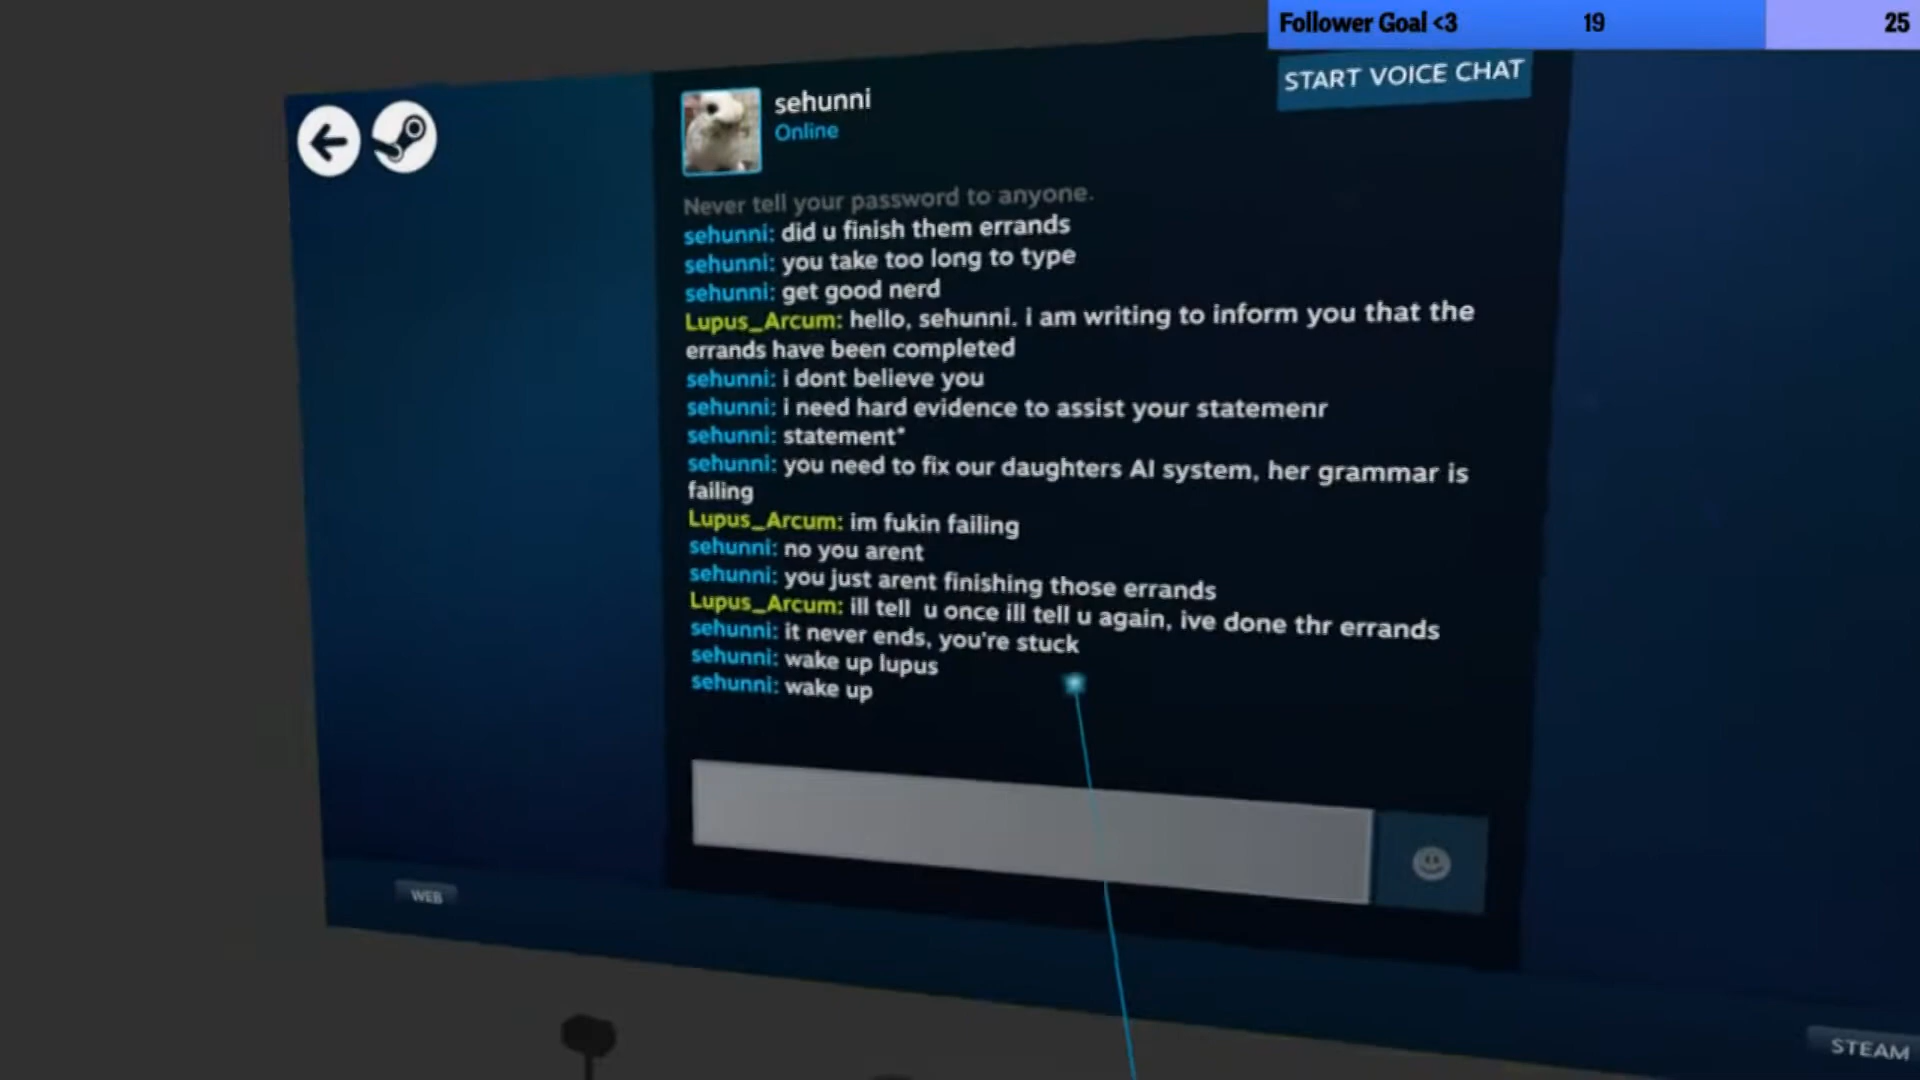 Follower Goal <3 19 25
START VOICE CHAT
sehunni
Online
Never tell your password to anyone.
sehunni: did u finish them errands
sehunni: you take too long to type
sehunni: get good nerd
Lupus_Arcum: hello, sehunni. i am writing to inform you that the
errands have been completed
sehunni: i dont believe you
sehunni: i need hard evidence to assist your statemenr
sehunni: statement*
sehunni: you need to fix our daughters AI system, her grammar is
failing
Lupus_Arcum: im fukin failing
sehunni: no you arent
sehunni: you just arent finishing those errands
Lupus_Arcum: ill tell  u once ill tell u again, ive done thr errands
sehunni: it never ends, you're stuck
sehunni: wake up lupus
sehunni: wake up
WEB
STEAM